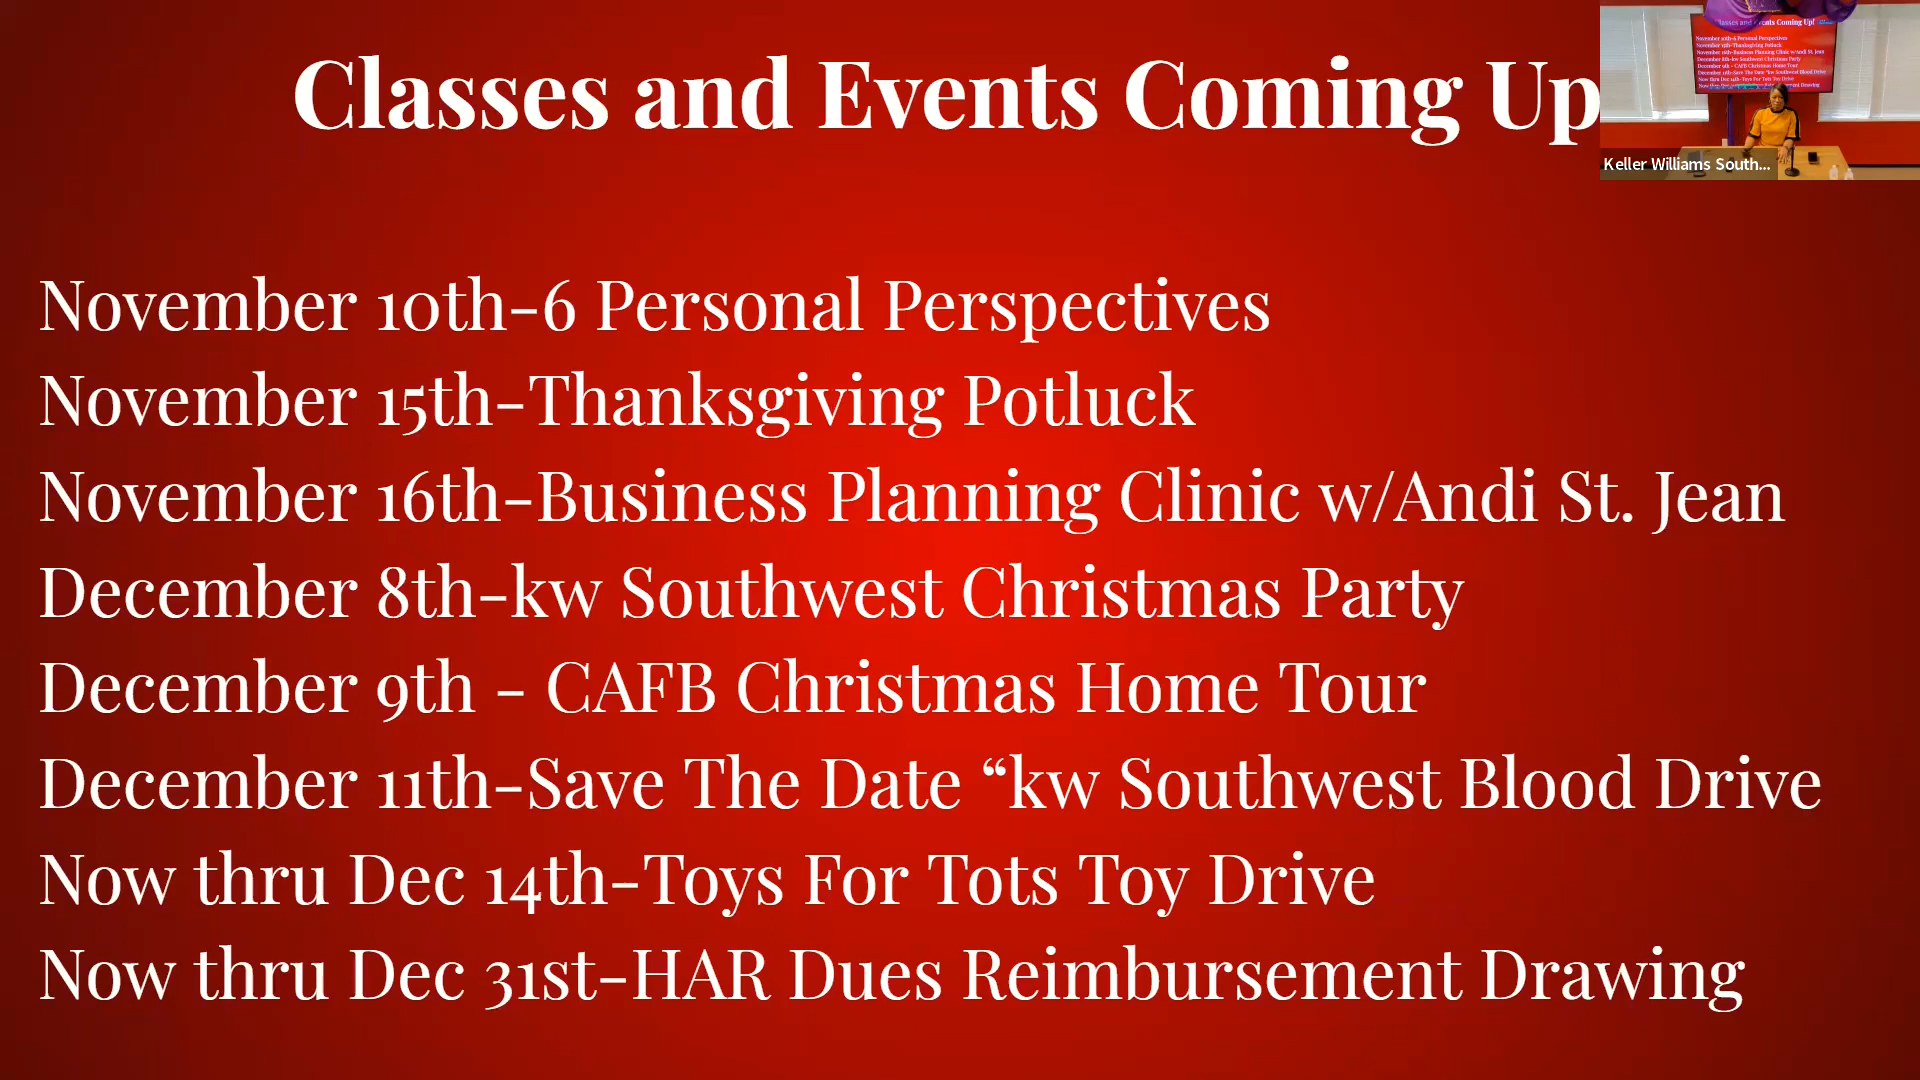 Classes and Events Coming Up
Keller Williams South...
November 10th-6 Personal Perspectives
November 15th-Thanksgiving Potluck
November 16th-Business Planning Clinic w/Andi St. Jean
December 8th-kw Southwest Christmas Party
December 9th - CAFB Christmas Home Tour
December 11th-Save The Date “kw Southwest Blood Drive
Now thru Dec 14th-Toys For Tots Toy Drive
Now thru Dec 31st-HAR Dues Reimbursement Drawing